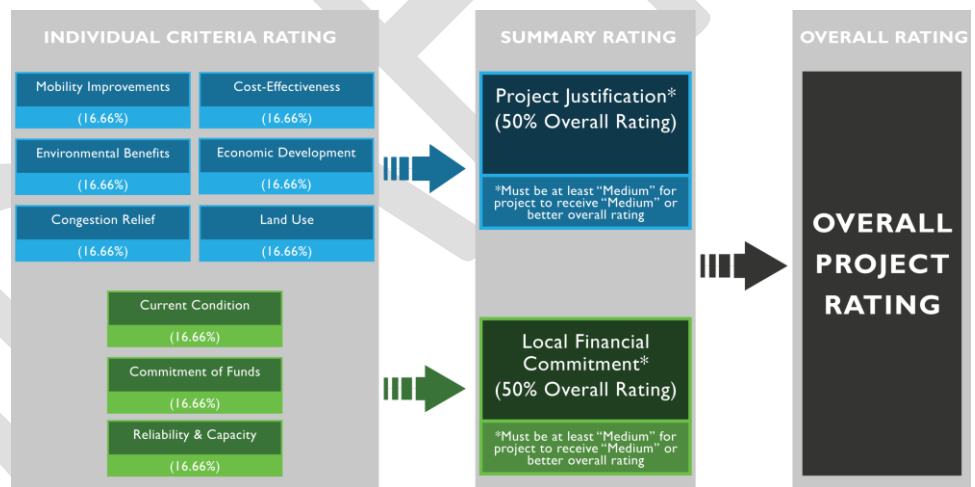 INDIVIDUAL CRITERIA RATING
Mobility Improvements
(16.66%)
Cost-Effectiveness
(16.66%)
Environmental Benefits
(16.66%)
Economic Development
(16.66%)
Congestion Relief
(16.66%)
Land Use
(16.66%)
Current Condition
(16.66%)
Commitment of Funds
(16.66%)
Reliability & Capacity
(16.66%)
SUMMARY RATING
Project Justification*
(50% Overall Rating)
*Must be at least “Medium” for
project to receive “Medium” or
better overall rating
Local Financial
Commitment*
(50% Overall Rating)
*Must be at least “Medium” for
project to receive “Medium” or
better overall rating
OVERALL RATING
OVERALL
PROJECT
RATING